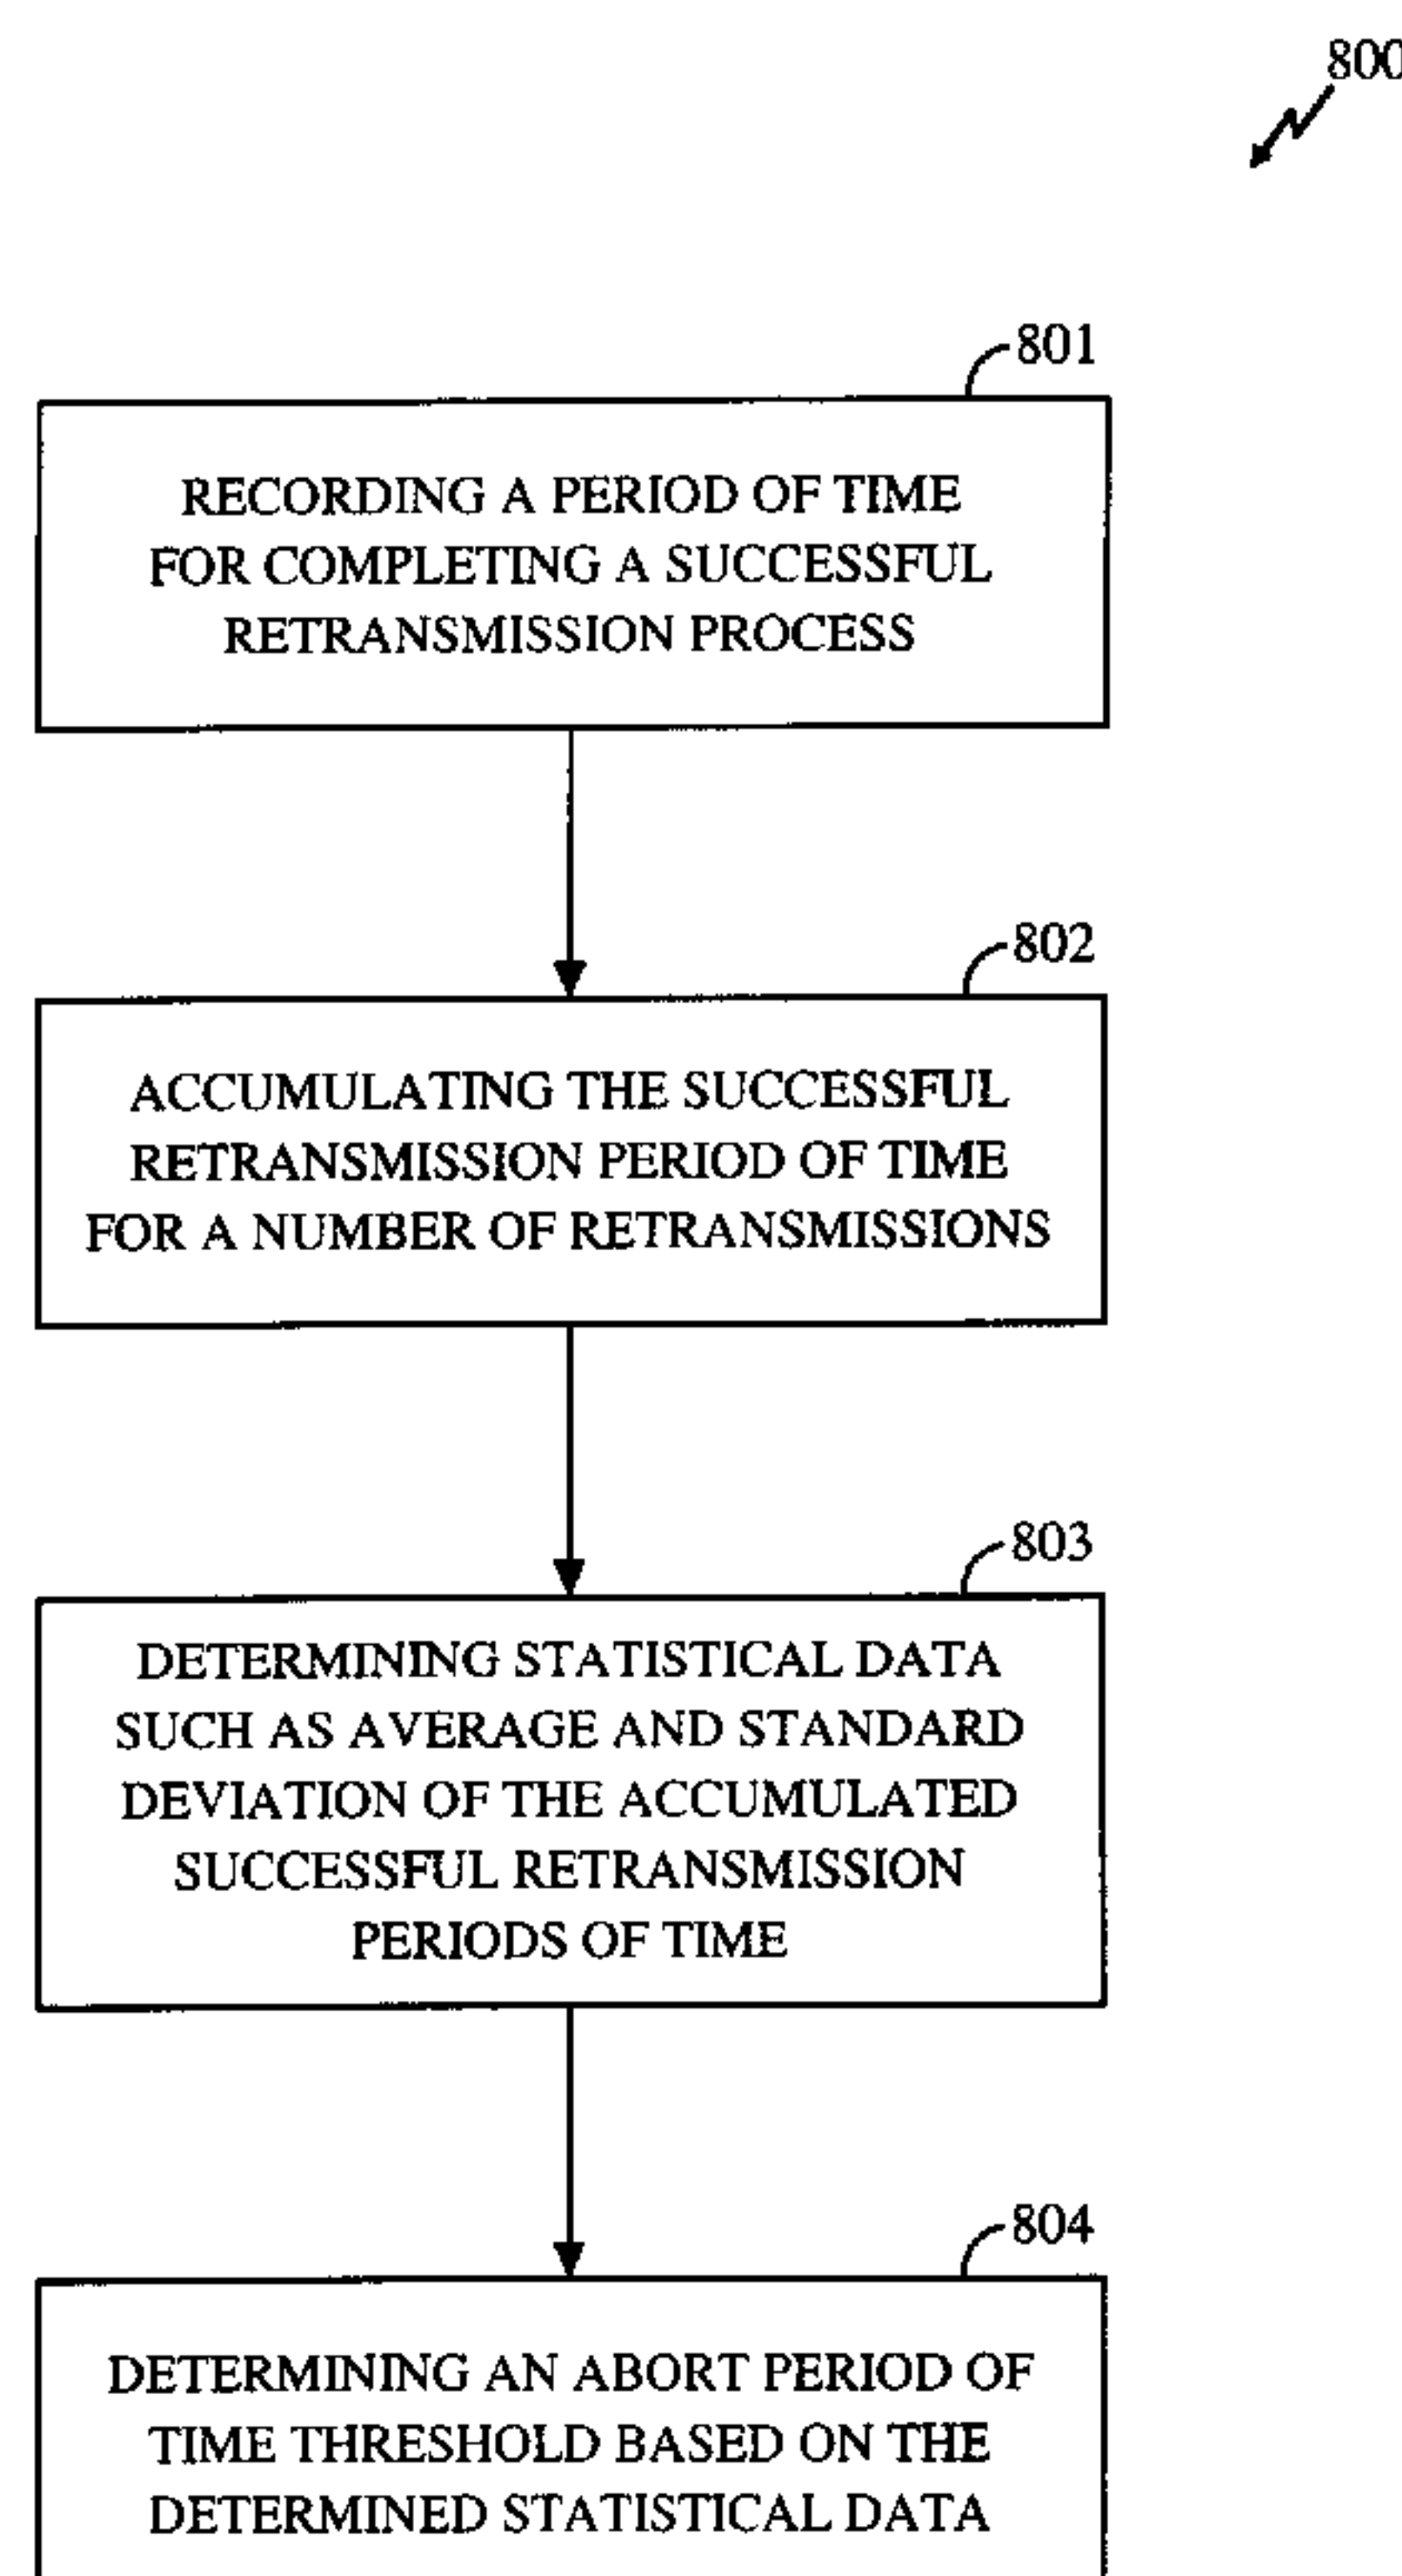 800
801
RECORDING A PERIOD OF TIME
FOR COMPLETING A SUCCESSFUL
RETRANSMISSION PROCESS
802
ACCUMULATING THE SUCCESSFUL
RETRANSMISSION PERIOD OF TIME
FOR A NUMBER OF RETRANSMISSIONS
803
DETERMINING STATISTICAL DATA
SUCH AS AVERAGE AND STANDARD
DEVIATION OF THE ACCUMULATED
SUCCESSFUL RETRANSMISSION
PERIODS OF TIME
804
DETERMINING AN ABORT PERIOD OF
TIME THRESHOLD BASED ON THE
DETERMINED STATISTICAL DATA